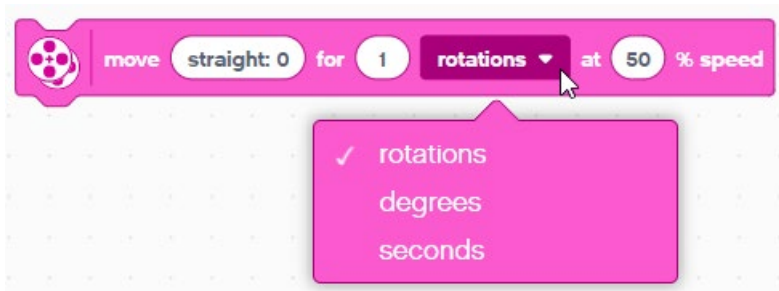 move straight: 0 for 1 rotations at 50 % speed
rotations
degrees
seconds